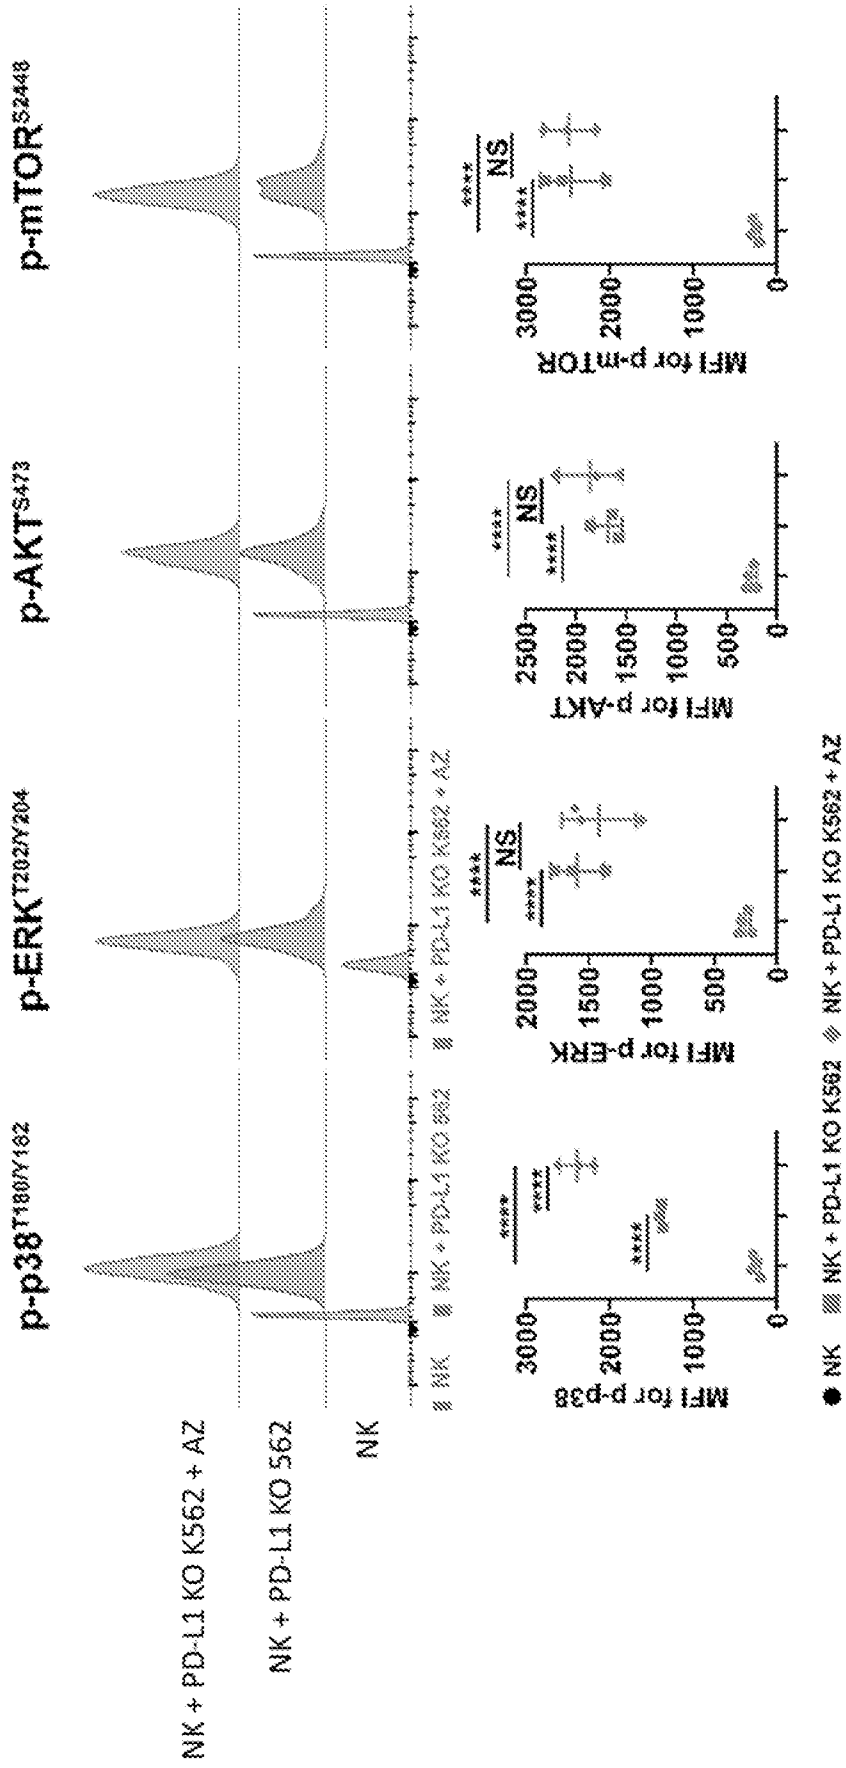 p-p38T180/Y182
p-ERKT202/Y204
p-AKTS473
p-mTORS2448
NK + PD-L1 KO K562 + AZ
NK + PD-L1 KO 562
NK
NK NK + PD-L1 KO 562 NK + PD-L1 KO K562 + AZ
MFI for p-p38
3000
2000
1000
0
****
****
****
MFI for p-ERK
2000
1500
1000
500
0
****
NS
****
MFI for p-AKT
2500
2000
1500
1000
500
0
****
NS
****
MFI for p-mTOR
3000
2000
1000
0
****
NS
****
NK NK + PD-L1 KO K562 NK + PD-L1 KO K562 + AZ